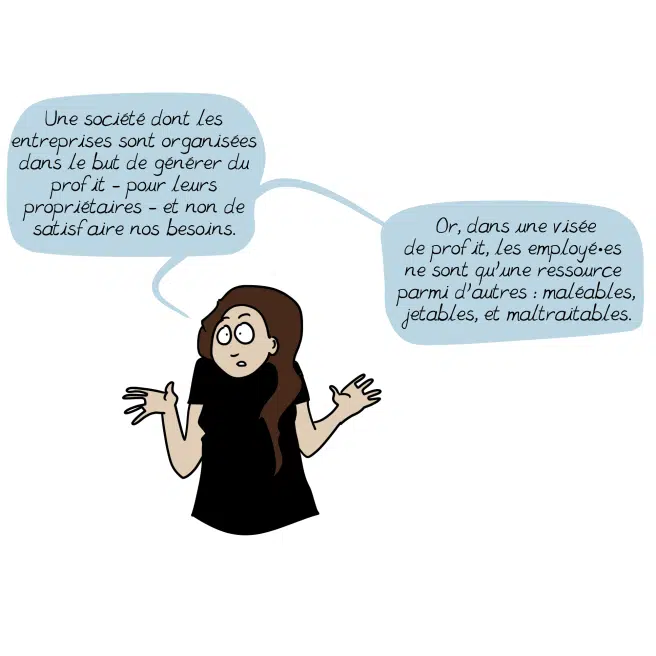 Une société dont les
entreprises sont organisées
dans le but de générer du
profit - pour leurs
propriétaires - et non de
satisfaire nos besoins.
Or, dans une visée
de profit, les employé•es
ne sont qu'une ressource
parmi d'autres : maléables,
jetables, et maltraitables.